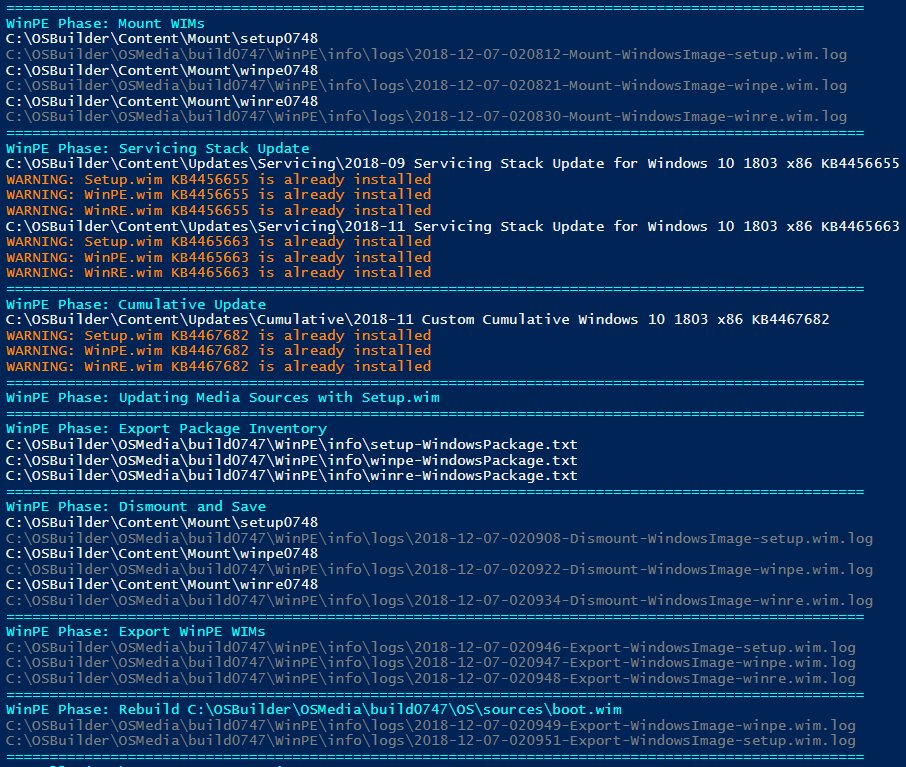 ===================================================================================================
WinPE Phase: Mount WIMs
C:\OSBuilder\Content\Mount\setup0748
C:\OSBuilder\OSMedia\build0747\WinPE\info\logs\2018-12-07-020812-Mount-WindowsImage-setup.wim.log
C:\OSBuilder\Content\Mount\winpe0748
C:\OSBuilder\OSMedia\build0747\WinPE\info\logs\2018-12-07-020821-Mount-WindowsImage-winpe.wim.log
C:\OSBuilder\Content\Mount\winre0748
C:\OSBuilder\OSMedia\build0747\WinPE\info\logs\2018-12-07-020830-Mount-WindowsImage-winre.wim.log
===================================================================================================
WinPE Phase: Servicing Stack Update
C:\OSBuilder\Content\Updates\Servicing\2018-09 Servicing Stack Update for Windows 10 1803 x86 KB4456655
WARNING: Setup.wim KB4456655 is already installed
WARNING: WinPE.wim KB4456655 is already installed
WARNING: WinRE.wim KB4456655 is already installed
C:\OSBuilder\Content\Updates\Servicing\2018-11 Servicing Stack Update for Windows 10 1803 x86 KB4465663
WARNING: Setup.wim KB4465663 is already installed
WARNING: WinPE.wim KB4465663 is already installed
WARNING: WinRE.wim KB4465663 is already installed
===================================================================================================
WinPE Phase: Cumulative Update
C:\OSBuilder\Content\Updates\Cumulative\2018-11 Custom Cumulative Windows 10 1803 x86 KB4467682
WARNING: Setup.wim KB4467682 is already installed
WARNING: WinPE.wim KB4467682 is already installed
WARNING: WinRE.wim KB4467682 is already installed
===================================================================================================
WinPE Phase: Updating Media Sources with Setup.wim
===================================================================================================
WinPE Phase: Export Package Inventory
C:\OSBuilder\OSMedia\build0747\WinPE\info\setup-WindowsPackage.txt
C:\OSBuilder\OSMedia\build0747\WinPE\info\winpe-WindowsPackage.txt
C:\OSBuilder\OSMedia\build0747\WinPE\info\winre-WindowsPackage.txt
===================================================================================================
WinPE Phase: Dismount and Save
C:\OSBuilder\Content\Mount\setup0748
C:\OSBuilder\OSMedia\build0747\WinPE\info\logs\2018-12-07-020908-Dismount-WindowsImage-setup.wim.log
C:\OSBuilder\Content\Mount\winpe0748
C:\OSBuilder\OSMedia\build0747\WinPE\info\logs\2018-12-07-020922-Dismount-WindowsImage-winpe.wim.log
C:\OSBuilder\Content\Mount\winre0748
C:\OSBuilder\OSMedia\build0747\WinPE\info\logs\2018-12-07-020934-Dismount-WindowsImage-winre.wim.log
===================================================================================================
WinPE Phase: Export WinPE WIMs
C:\OSBuilder\OSMedia\build0747\WinPE\info\logs\2018-12-07-020946-Export-WindowsImage-setup.wim.log
C:\OSBuilder\OSMedia\build0747\WinPE\info\logs\2018-12-07-020947-Export-WindowsImage-winpe.wim.log
C:\OSBuilder\OSMedia\build0747\WinPE\info\logs\2018-12-07-020948-Export-WindowsImage-winre.wim.log
===================================================================================================
WinPE Phase: Rebuild C:\OSBuilder\OSMedia\build0747\OS\sources\boot.wim
C:\OSBuilder\OSMedia\build0747\WinPE\info\logs\2018-12-07-020949-Export-WindowsImage-winpe.wim.log
C:\OSBuilder\OSMedia\build0747\WinPE\info\logs\2018-12-07-020951-Export-WindowsImage-setup.wim.log
===================================================================================================